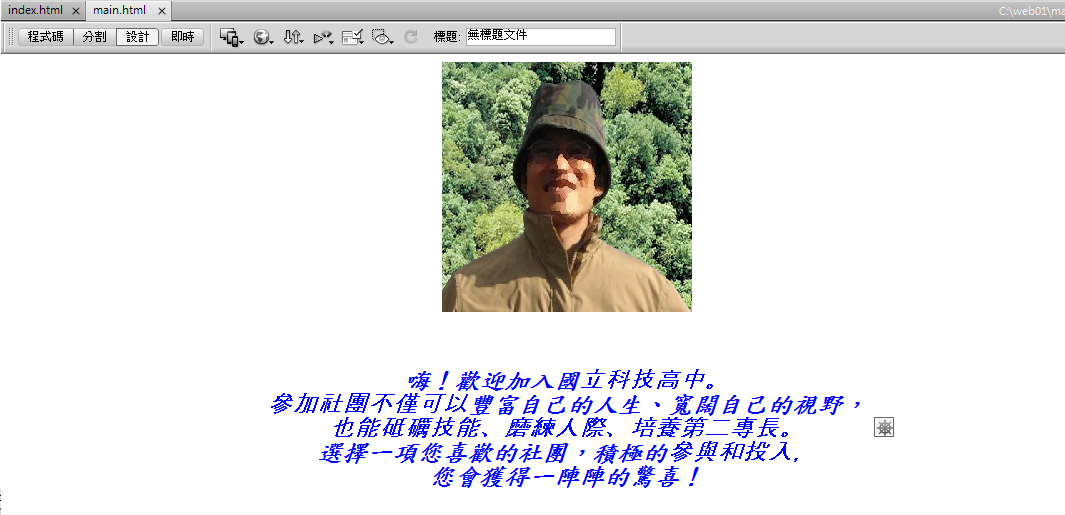 index.html × main.html ×
C:\web01\ma
程式碼 分割 設計 即時 標題: 無標題文件
嗨！歡迎加入國立科技高中。
參加社團不僅可以豐富自己的人生、寬闊自己的視野，
也能砥礪技能、磨練人際、培養第二專長。
選擇一項您喜歡的社團，積極的參與和投入,
您會獲得一陣陣的驚喜！